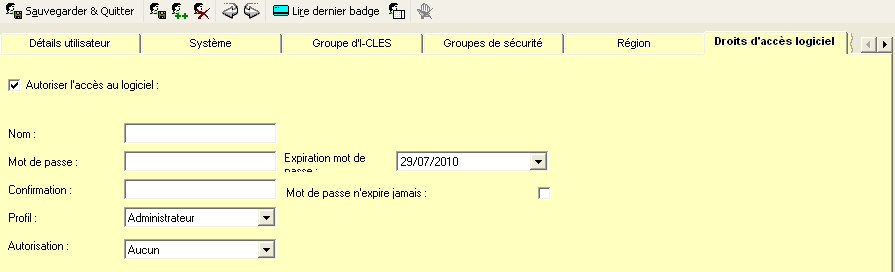 Sauvegarder & Quitter Lire dernier badge
Détails utilisateur Système Groupe d'I-CLES Groupes de sécurité Région Droits d'accès logiciel
Autoriser l'accès au logiciel :
Nom :
Mot de passe : Expiration mot de passe : 29/07/2010
Confirmation : Mot de passe n'expire jamais :
Profil : Administrateur
Autorisation : Aucun